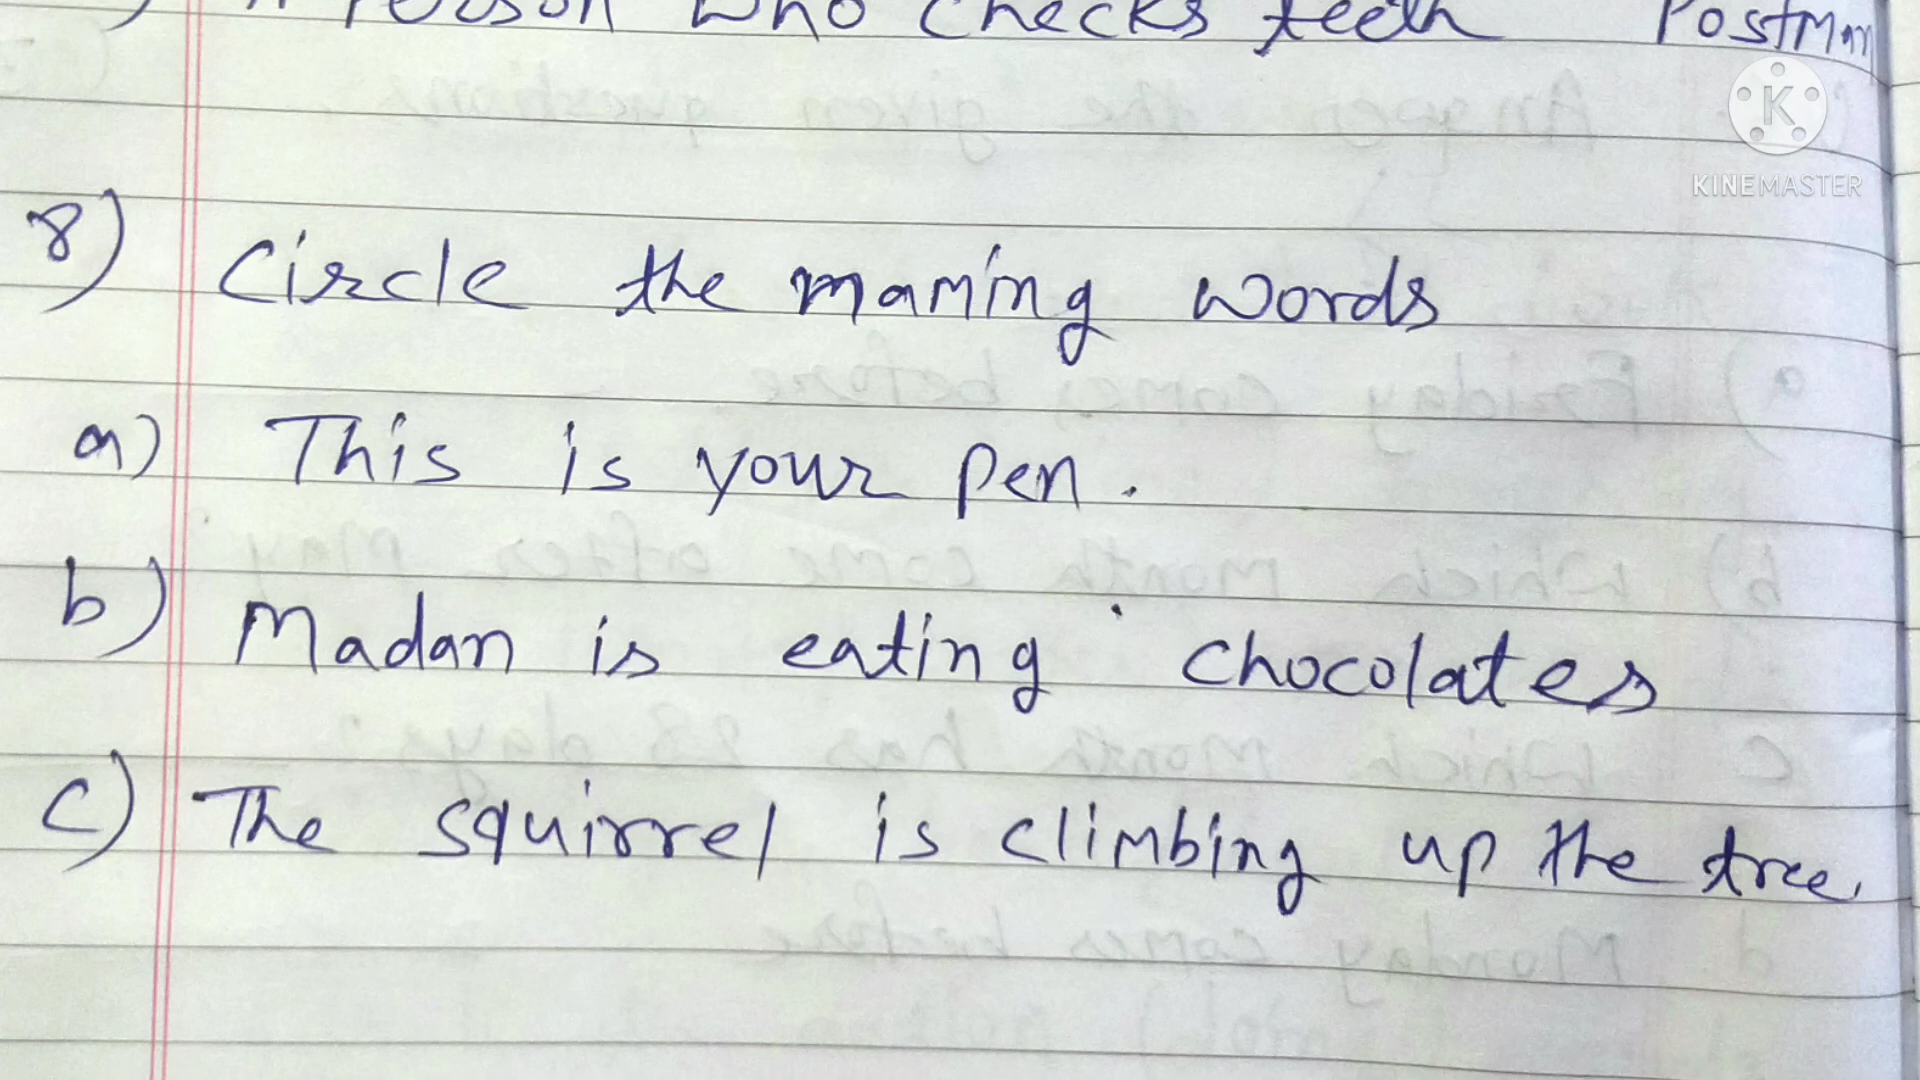 A Person who checks teeth Postman
K
KINEMASTER
8) Circle the naming words
a) This is your pen.
b) Madan is eating chocolates
c) The squirrel is climbing up the tree.